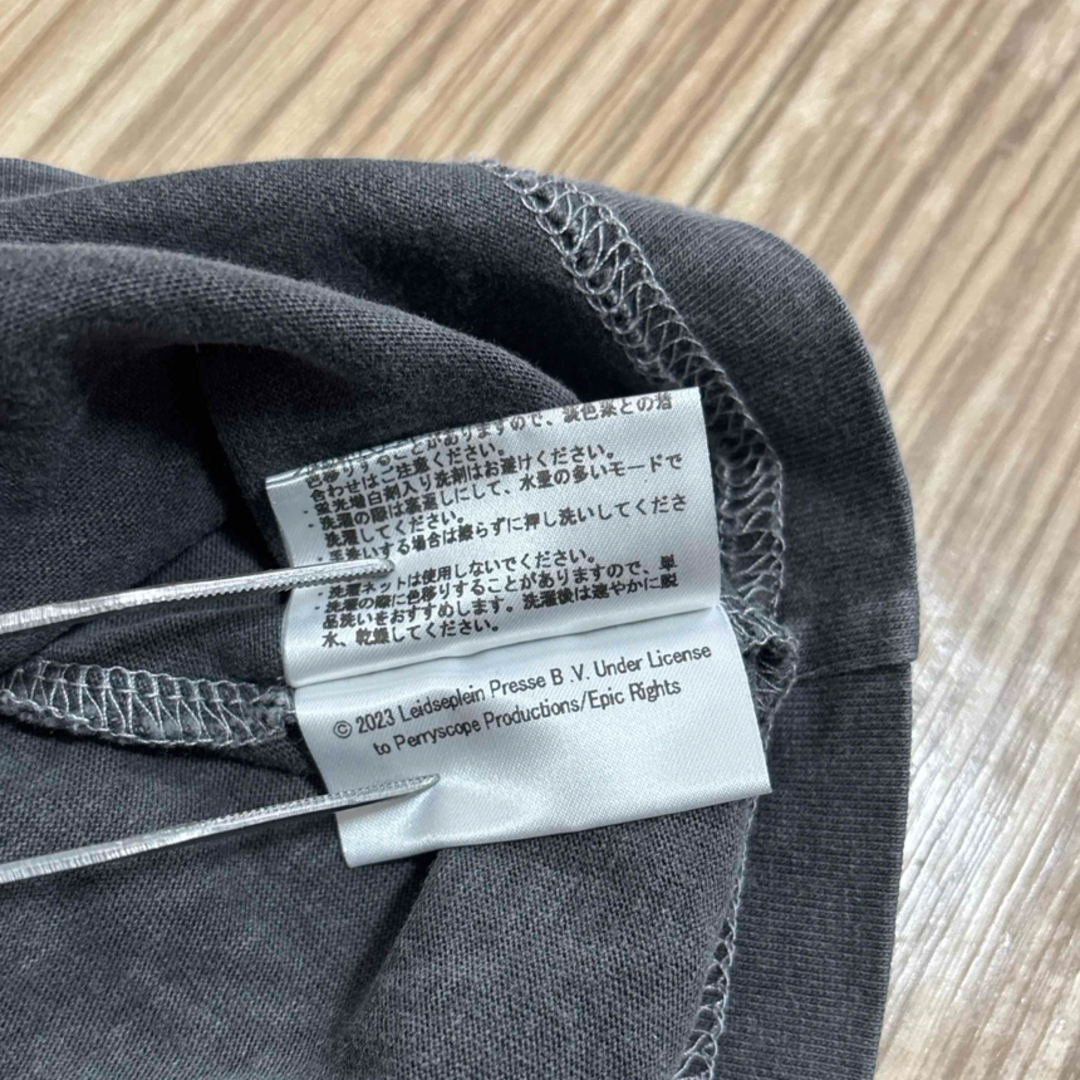 色移りすることがありますので、淡色素との組
合わせはご注意ください。
・蛍光増白剤入り洗剤はお避けください。
・洗濯の際は裏返しにして、水量の多いモードで
洗濯してください。
・手洗いする場合は擦らずに押し洗いしてくださ
・洗濯ネットは使用しないでください。
・洗濯の際に色移りすることがありますので、単
品洗いをおすすめします。洗濯後は速やかに脱
水、乾燥してください。
© 2023 Leidseplein Presse B .V. Under License
to Perryscope Productions/Epic Rights